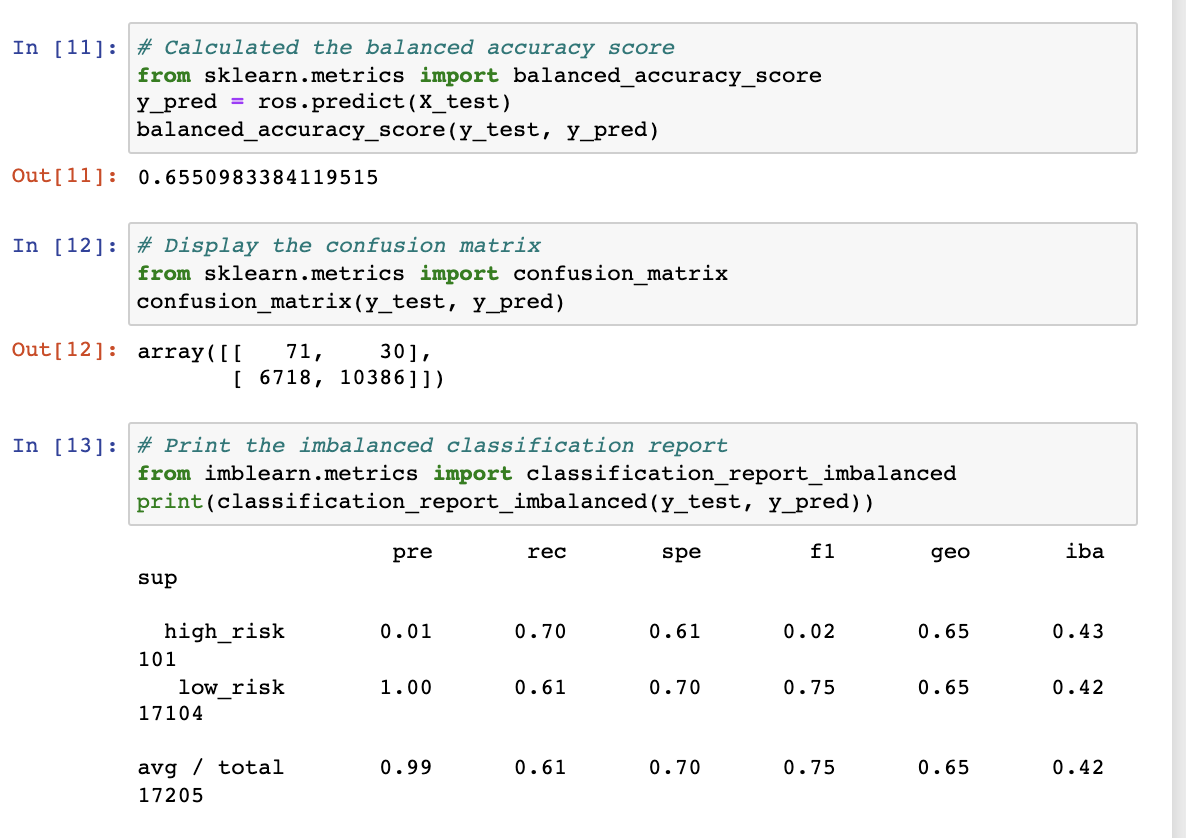 In [11]: # Calculated the balanced accuracy score
from sklearn.metrics import balanced_accuracy_score
y_pred = ros.predict(X_test)
balanced_accuracy_score(y_test, y_pred)
Out[11]: 0.6550983384119515
In [12]: # Display the confusion matrix
from sklearn.metrics import confusion_matrix
confusion_matrix(y_test, y_pred)
Out[12]: array([[   71,    30],
       [ 6718, 10386]])
In [13]: # Print the imbalanced classification report
from imblearn.metrics import classification_report_imbalanced
print(classification_report_imbalanced(y_test, y_pred))
                   pre       rec       spe        f1       geo       iba
sup
  high_risk       0.01      0.70      0.61      0.02      0.65      0.43
101
   low_risk       1.00      0.61      0.70      0.75      0.65      0.42
17104
avg / total       0.99      0.61      0.70      0.75      0.65      0.42
17205